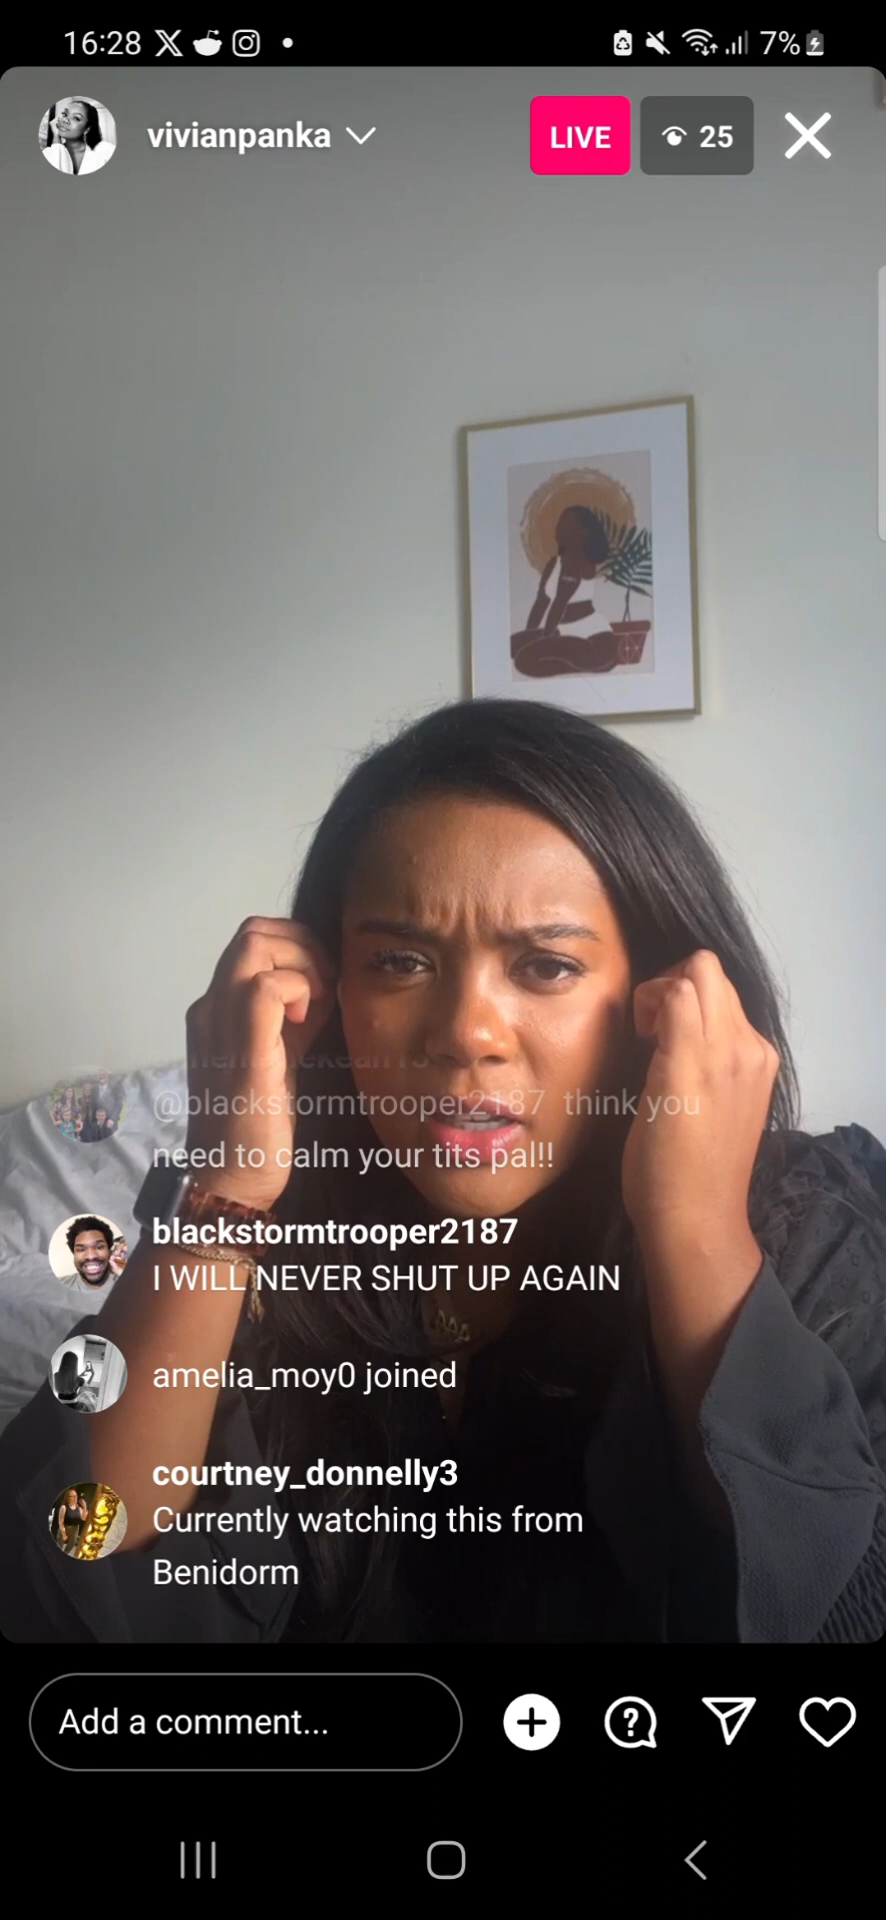 16:28
7%
vivianpanka
LIVE
25
@blackstormtrooper2187 think you
need to calm your tits pal!!
blackstormtrooper2187
I WILL NEVER SHUT UP AGAIN
amelia_moy0 joined
courtney_donnelly3
Currently watching this from
Benidorm
Add a comment...